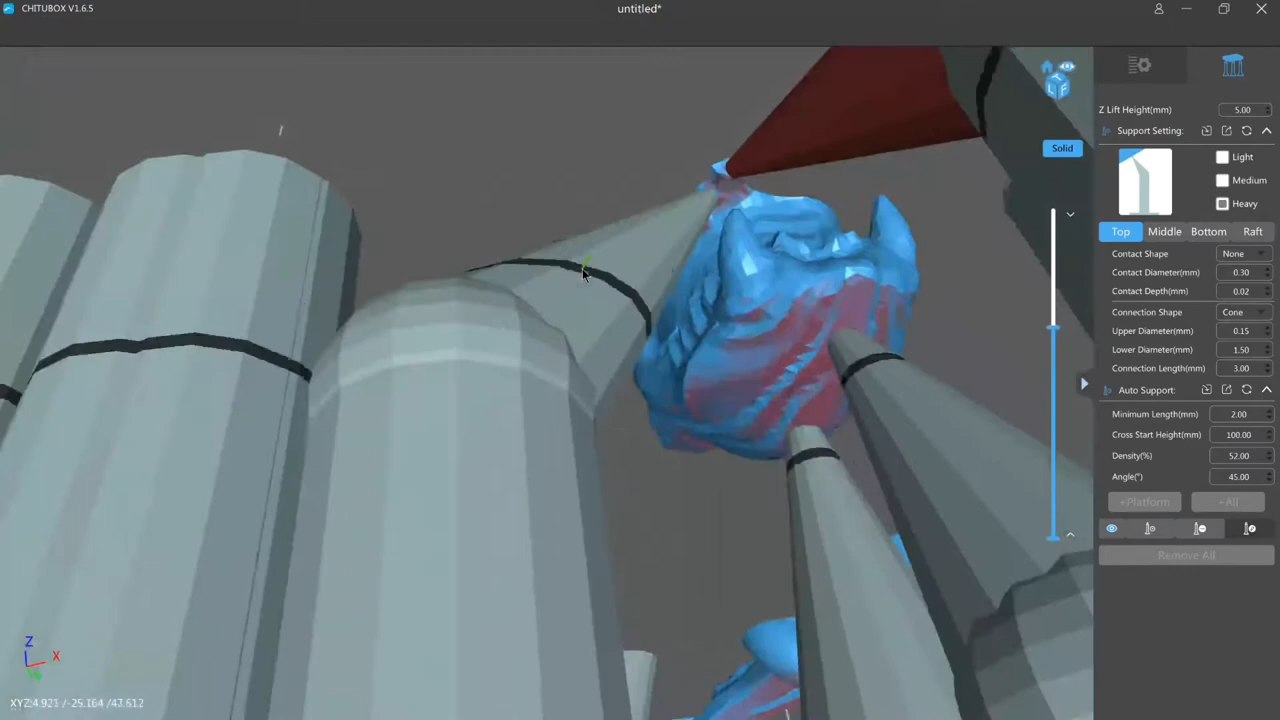 CHITUBOX V1.6.5
untitled*
Z Lift Height(mm) 5.00
Support Setting:
Solid
Light
Medium
Heavy
Top Middle Bottom Raft
Contact Shape None
Contact Diameter(mm) 0.30
Contact Depth(mm) 0.02
Connection Shape Cone
Upper Diameter(mm) 0.15
Lower Diameter(mm) 1.50
Connection Length(mm) 3.00
Auto Support:
Minimum Length(mm) 2.00
Cross Start Height(mm) 100.00
Density(%) 52.00
Angle(°) 45.00
+Platform +All
Remove All
Z
X
XYZ:4.921/-25.164/47.612